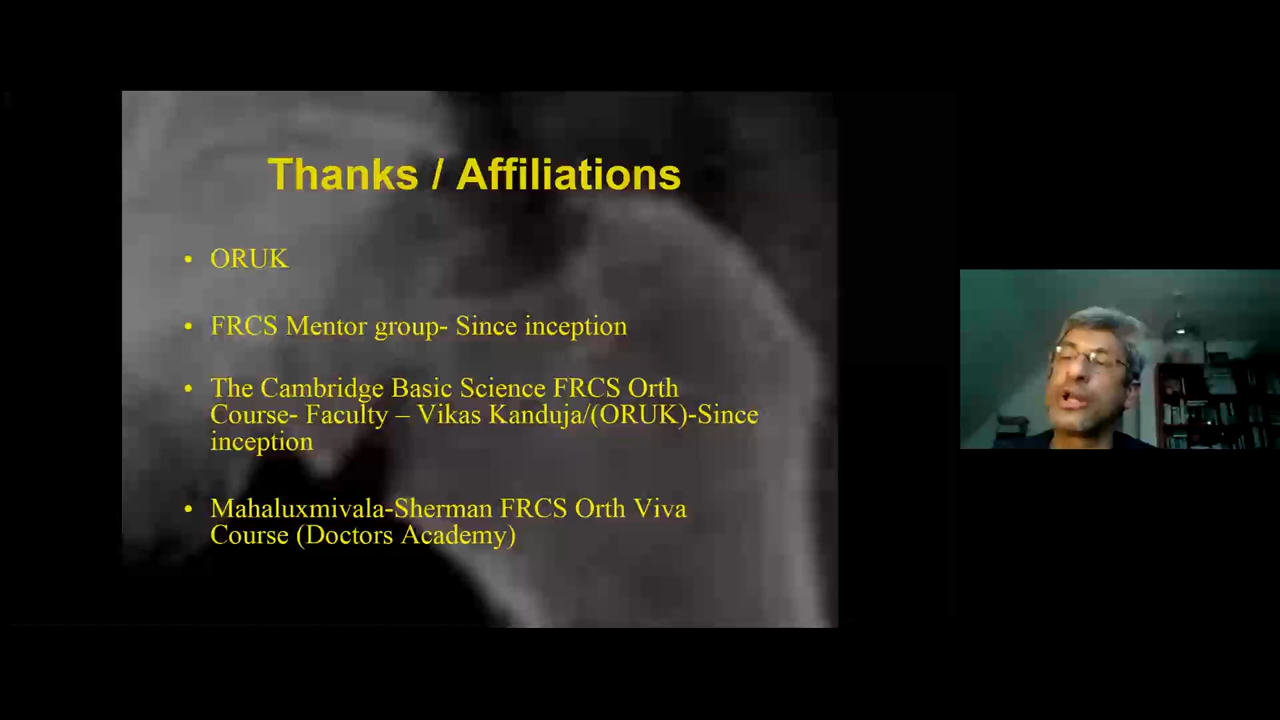 Thanks / Affiliations
• ORUK
• FRCS Mentor group- Since inception
• The Cambridge Basic Science FRCS Orth
Course- Faculty – Vikas Kanduja/(ORUK)-Since
inception
• Mahaluxmivala-Sherman FRCS Orth Viva
Course (Doctors Academy)